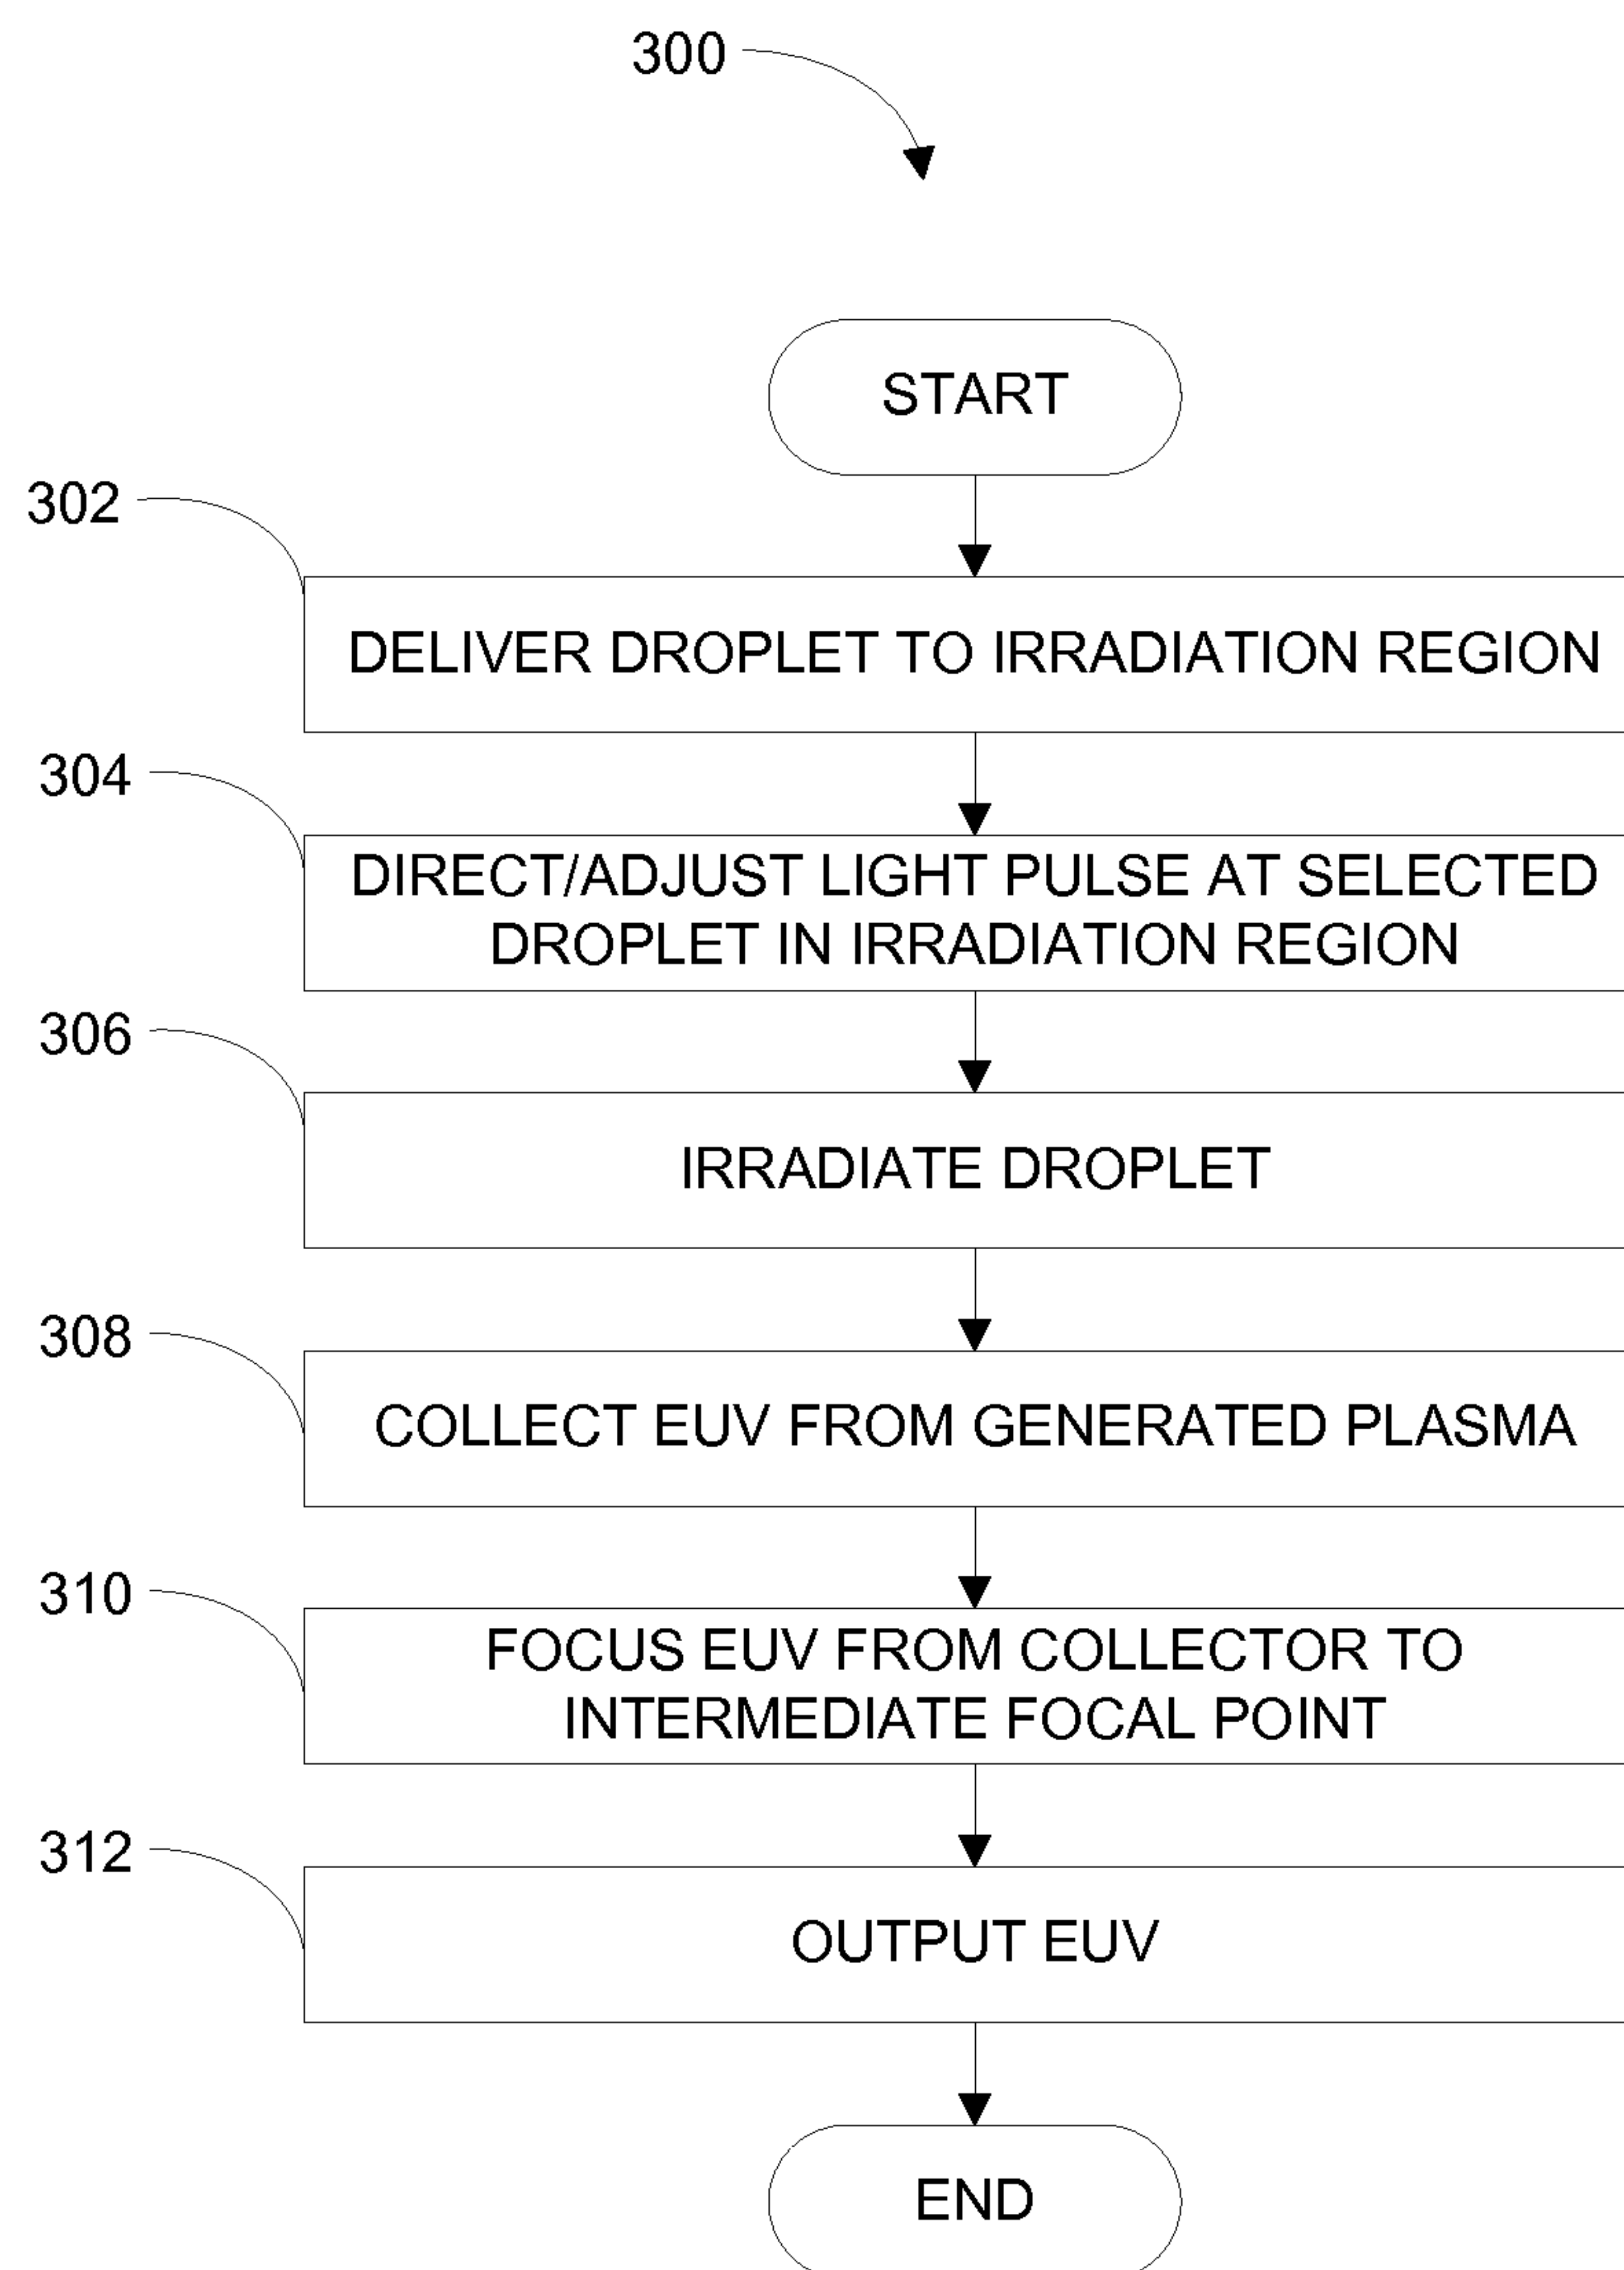 300
START
302
DELIVER DROPLET TO IRRADIATION REGION
304
DIRECT/ADJUST LIGHT PULSE AT SELECTED
DROPLET IN IRRADIATION REGION
306
IRRADIATE DROPLET
308
COLLECT EUV FROM GENERATED PLASMA
310
FOCUS EUV FROM COLLECTOR TO
INTERMEDIATE FOCAL POINT
312
OUTPUT EUV
END